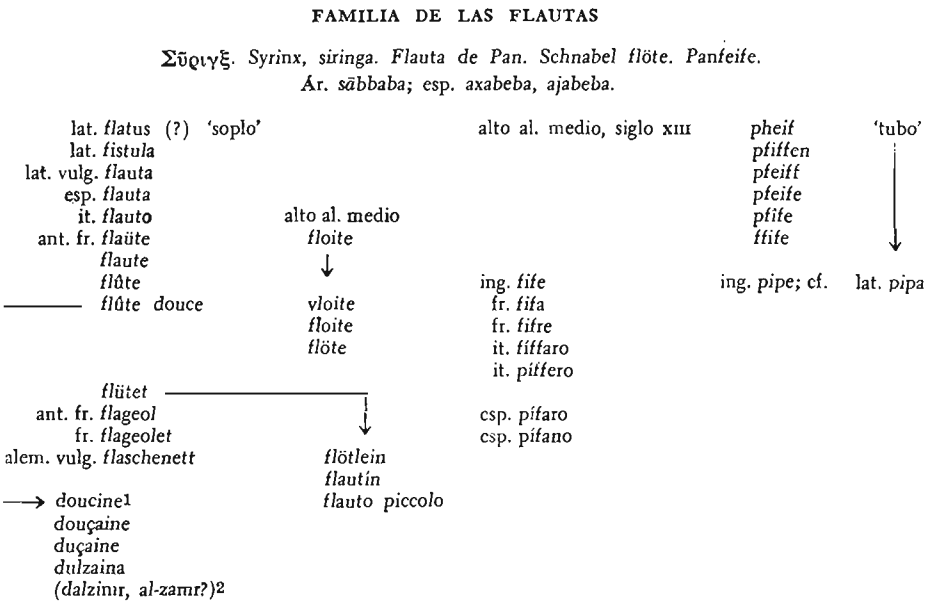 FAMILIA DE LAS FLAUTAS
Σῦριγξ. Syrinx, siringa. Flauta de Pan. Schnabel flöte. Panfeife.
Ár. sābbaba; esp. axabeba, ajabeba.
lat. flatus (?) 'soplo' alto al. medio, siglo XIII pheif 'tubo'
lat. fistula pfiffen
lat. vulg. flauta pfeiff
esp. flauta pfeife
it. flauto alto al. medio pfife
ant. fr. flaüte floite ffife
flaute
flûte ing. fife ing. pipe; cf. lat. pipa
flûte douce vloite fr. fifa
floite fr. fifre
flöte it. fíffaro
it. píffero
flütet
ant. fr. flageol esp. pífaro
fr. flageolet esp. pífano
alem. vulg. flaschenett flötlein
flautín
doucine1 flauto piccolo
douçaine
duçaine
dulzaina
(dalzimr, al-zamr?)2